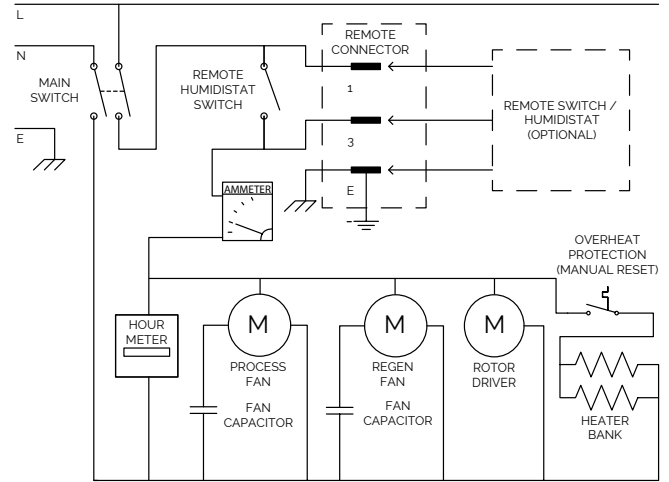 L
N
E
MAIN
SWITCH
REMOTE
HUMIDISTAT
SWITCH
REMOTE
CONNECTOR
1
3
E
REMOTE SWITCH /
HUMIDISTAT
(OPTIONAL)
AMMETER
OVERHEAT
PROTECTION
(MANUAL RESET)
HOUR
METER
M
PROCESS
FAN
FAN
CAPACITOR
M
REGEN
FAN
FAN
CAPACITOR
M
ROTOR
DRIVER
HEATER
BANK